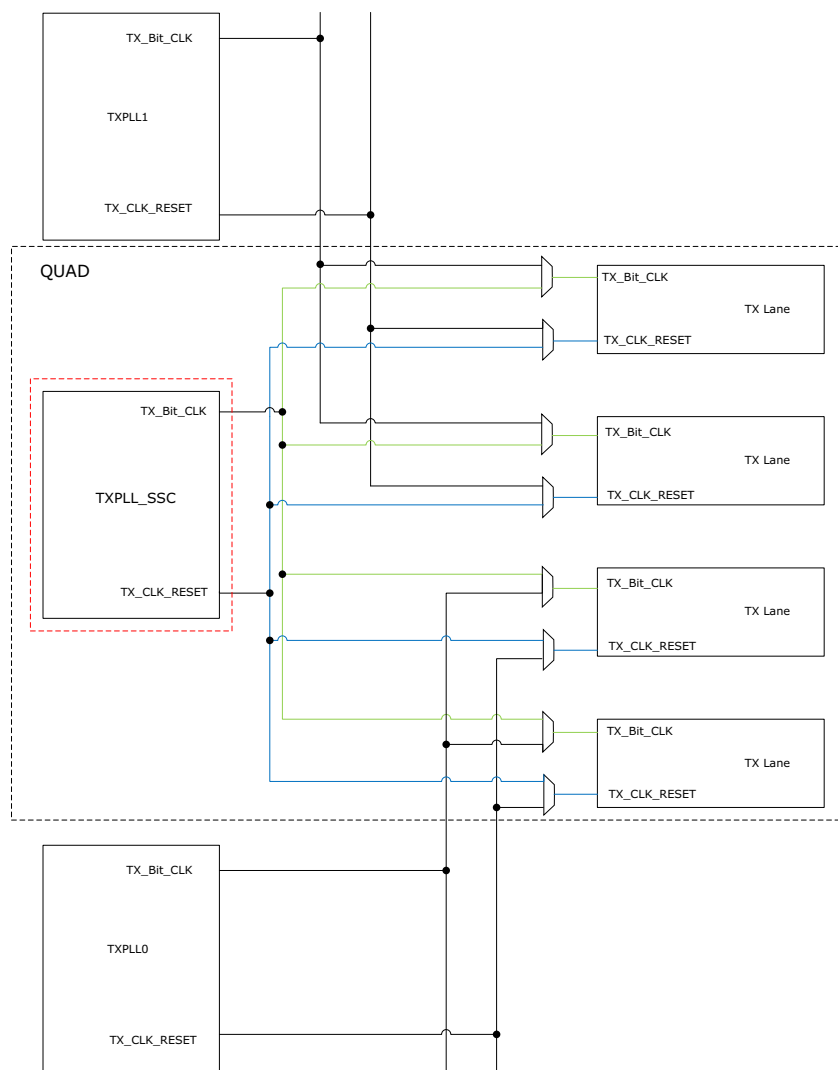 TX_Bit_CLK
TXPLL1
TX_CLK_RESET
QUAD
TX_Bit_CLK
TX Lane
TX_CLK_RESET
TX_Bit_CLK
TXPLL_SSC
TX_CLK_RESET
TX_Bit_CLK
TX Lane
TX_CLK_RESET
TX_Bit_CLK
TX Lane
TX_CLK_RESET
TX_Bit_CLK
TX Lane
TX_CLK_RESET
TX_Bit_CLK
TXPLL0
TX_CLK_RESET